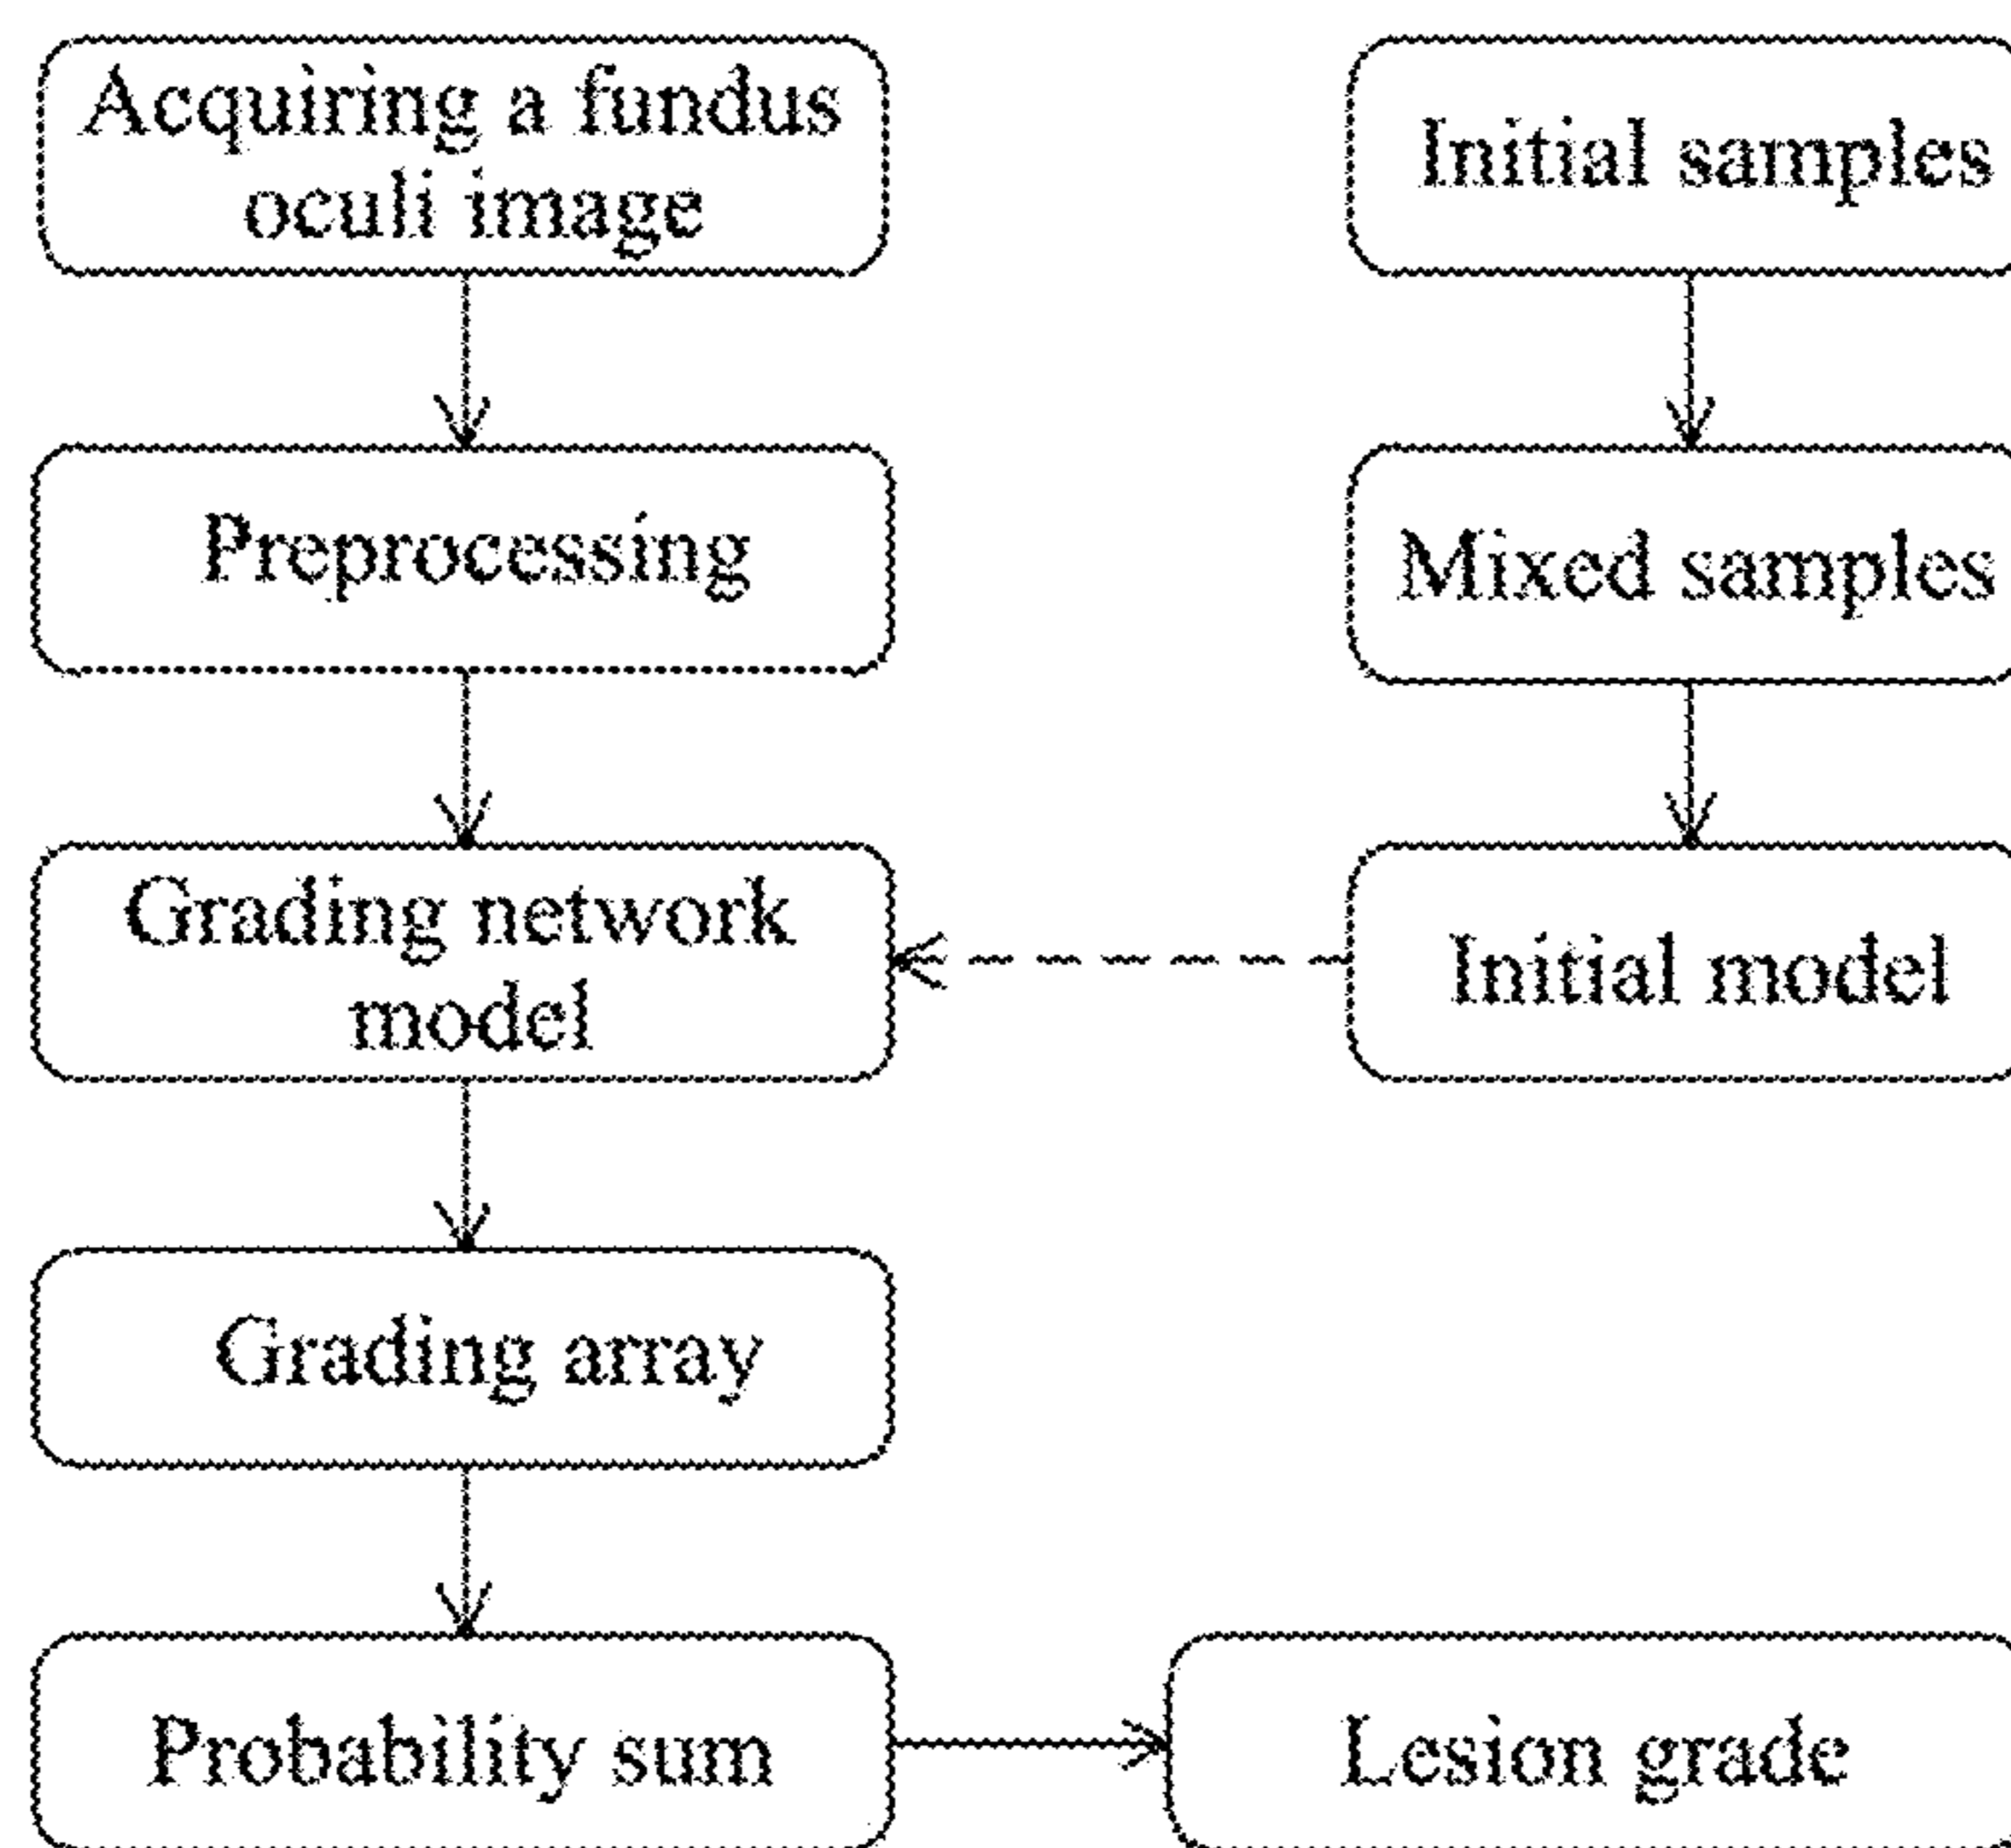 Acquiring a fundus
oculi image
Initial samples
Preprocessing
Mixed samples
Grading network
model
Initial model
Grading array
Probability sum
Lesion grade